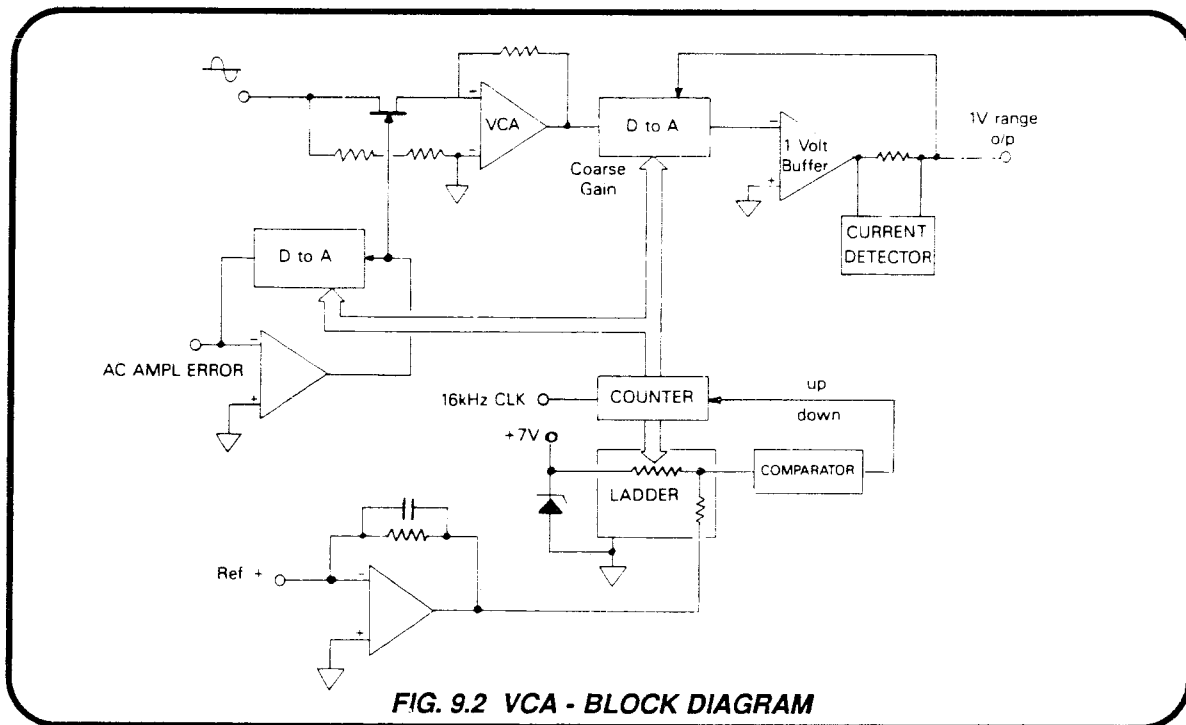 VCA
D to A
1 Volt
Buffer
1V range
o/p
Coarse
Gain
CURRENT
DETECTOR
D to A
AC AMPL ERROR
16kHz CLK
COUNTER
up
down
+7V
LADDER
COMPARATOR
Ref +
FIG. 9.2 VCA - BLOCK DIAGRAM